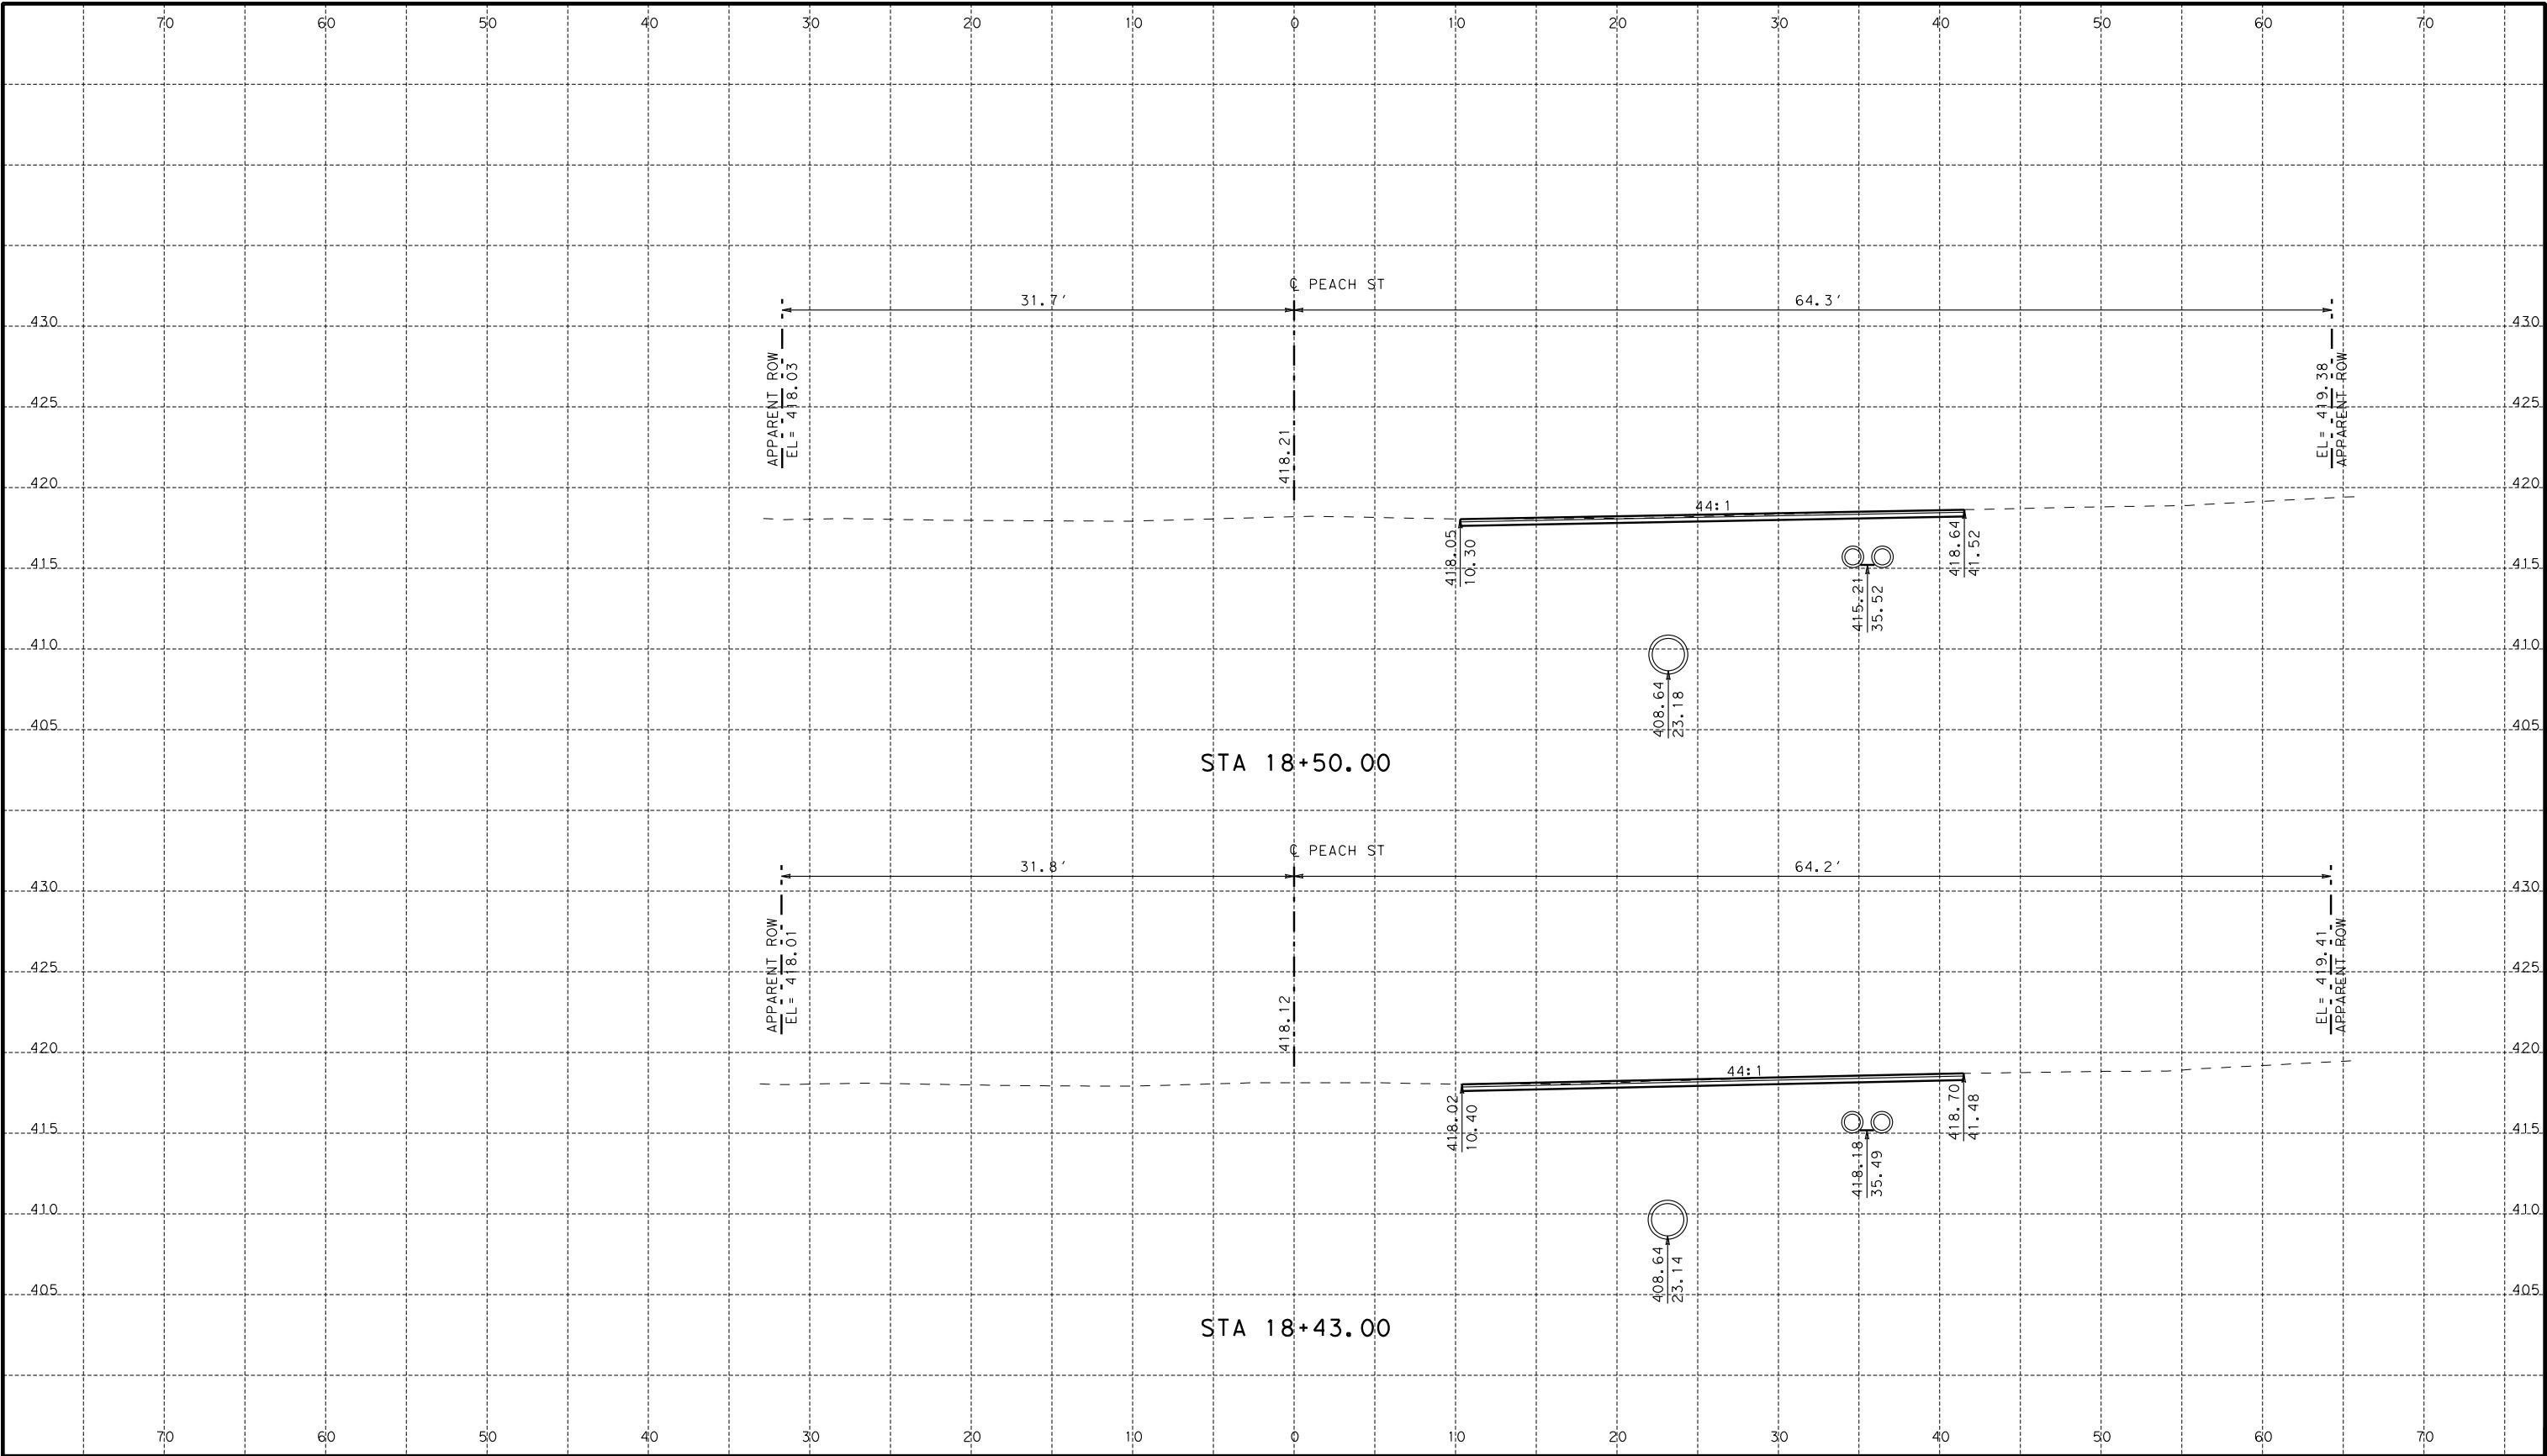 70 60 50 40 30 20 10 0 10 20 30 40 50 60 70
℄ PEACH ST
31.7' 64.3'
430 430
APPARENT ROW
EL= 418.03
EL= 419.38
APPARENT ROW
425 425
418.21
420 420
44:1
418.05
10.30
418.64
41.52
415 415
415.21
35.52
410 410
408.64
23.18
405 405
STA 18+50.00
℄ PEACH ST
31.8' 64.2'
430 430
APPARENT ROW
EL= 418.01
EL= 419.41
APPARENT ROW
425 425
418.12
420 420
44:1
418.02
10.40
418.70
41.48
415 415
418.18
35.49
410 410
408.64
23.14
405 405
STA 18+43.00
70 60 50 40 30 20 10 0 10 20 30 40 50 60 70